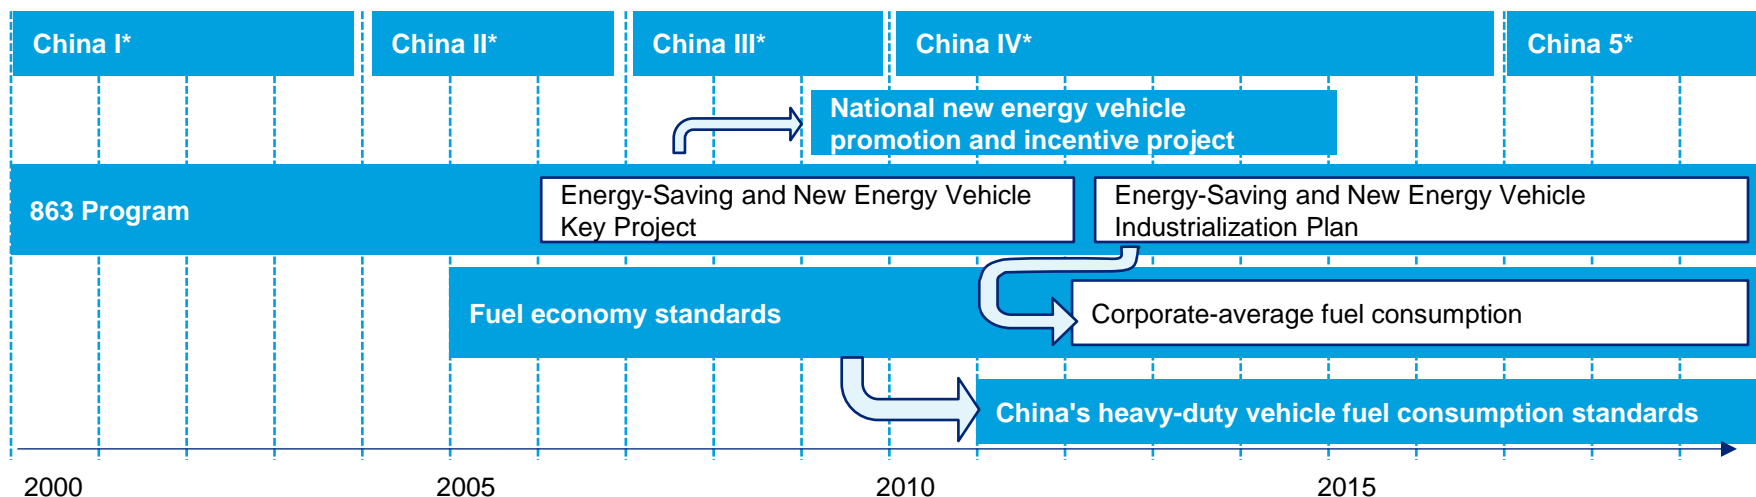 China I*
China II*
China III*
China IV*
China 5*
National new energy vehicle
promotion and incentive project
863 Program
Energy-Saving and New Energy Vehicle
Key Project
Energy-Saving and New Energy Vehicle
Industrialization Plan
Fuel economy standards
Corporate-average fuel consumption
China's heavy-duty vehicle fuel consumption standards
2000
2005
2010
2015